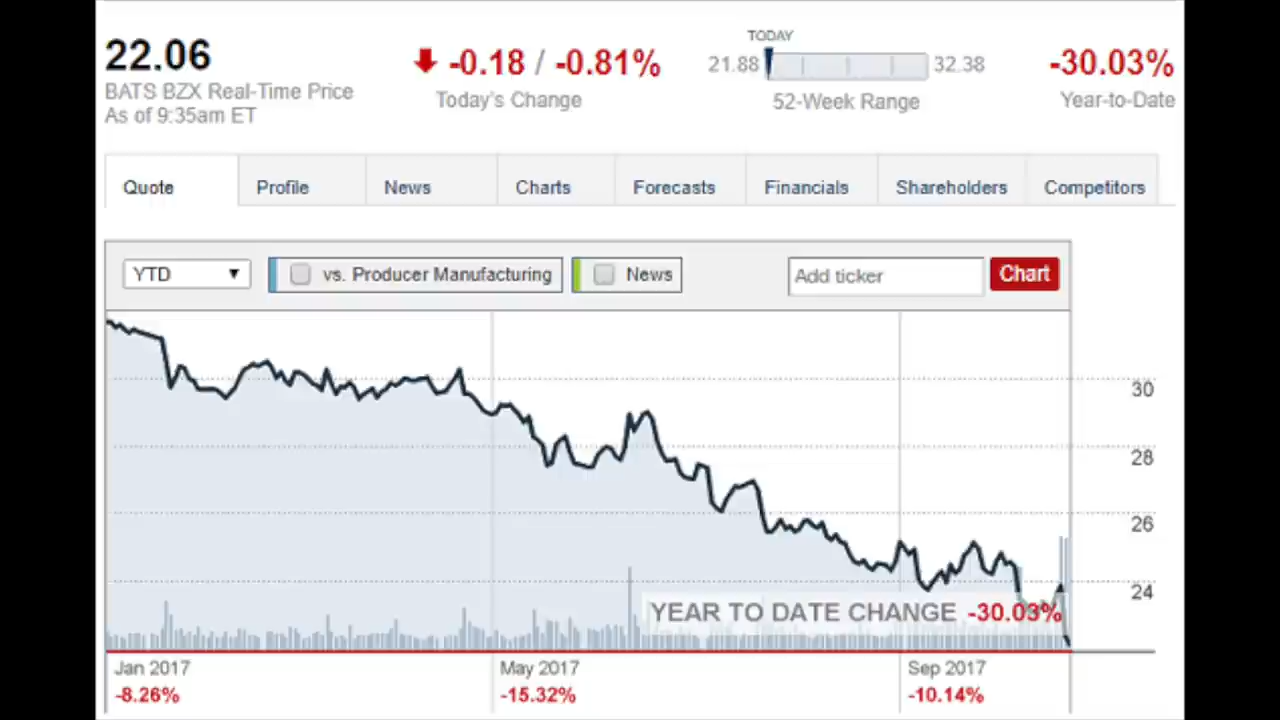 TODAY
22.06
-0.18 / -0.81%
21.88
32.38
-30.03%
BATS BZX Real-Time Price
Today's Change
52-Week Range
Year-to-Date
As of 9:35am ET
Quote
Profile
News
Charts
Forecasts
Financials
Shareholders
Competitors
YTD
vs. Producer Manufacturing
News
Add ticker
Chart
30
28
26
24
YEAR TO DATE CHANGE -30.03%
Jan 2017
May 2017
Sep 2017
-8.26%
-15.32%
-10.14%